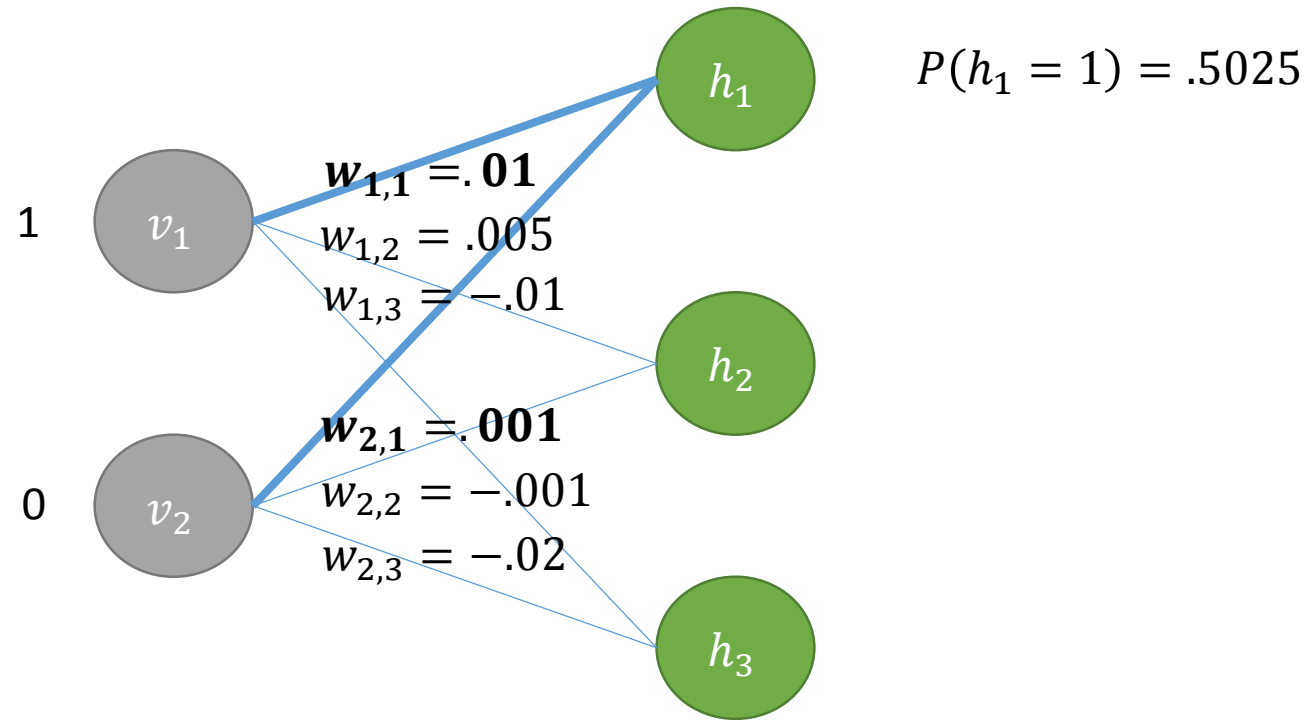 h₁
P(h₁ = 1) = .5025
w₁,₁ =. 01
1
v₁
w₁,₂ = .005
w₁,₃ = −.01
h₂
w₂,₁ =. 001
w₂,₂ = −.001
0
v₂
w₂,₃ = −.02
h₃